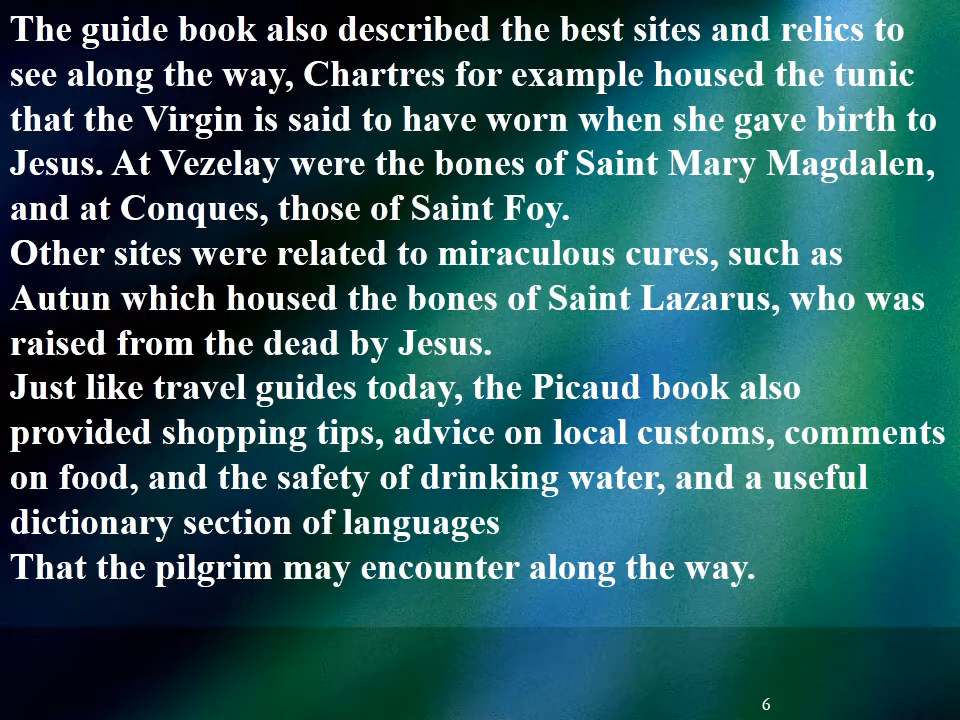 The guide book also described the best sites and relics to
see along the way, Chartres for example housed the tunic
that the Virgin is said to have worn when she gave birth to
Jesus. At Vezelay were the bones of Saint Mary Magdalen,
and at Conques, those of Saint Foy.
Other sites were related to miraculous cures, such as
Autun which housed the bones of Saint Lazarus, who was
raised from the dead by Jesus.
Just like travel guides today, the Picaud book also
provided shopping tips, advice on local customs, comments
on food, and the safety of drinking water, and a useful
dictionary section of languages
That the pilgrim may encounter along the way.
6